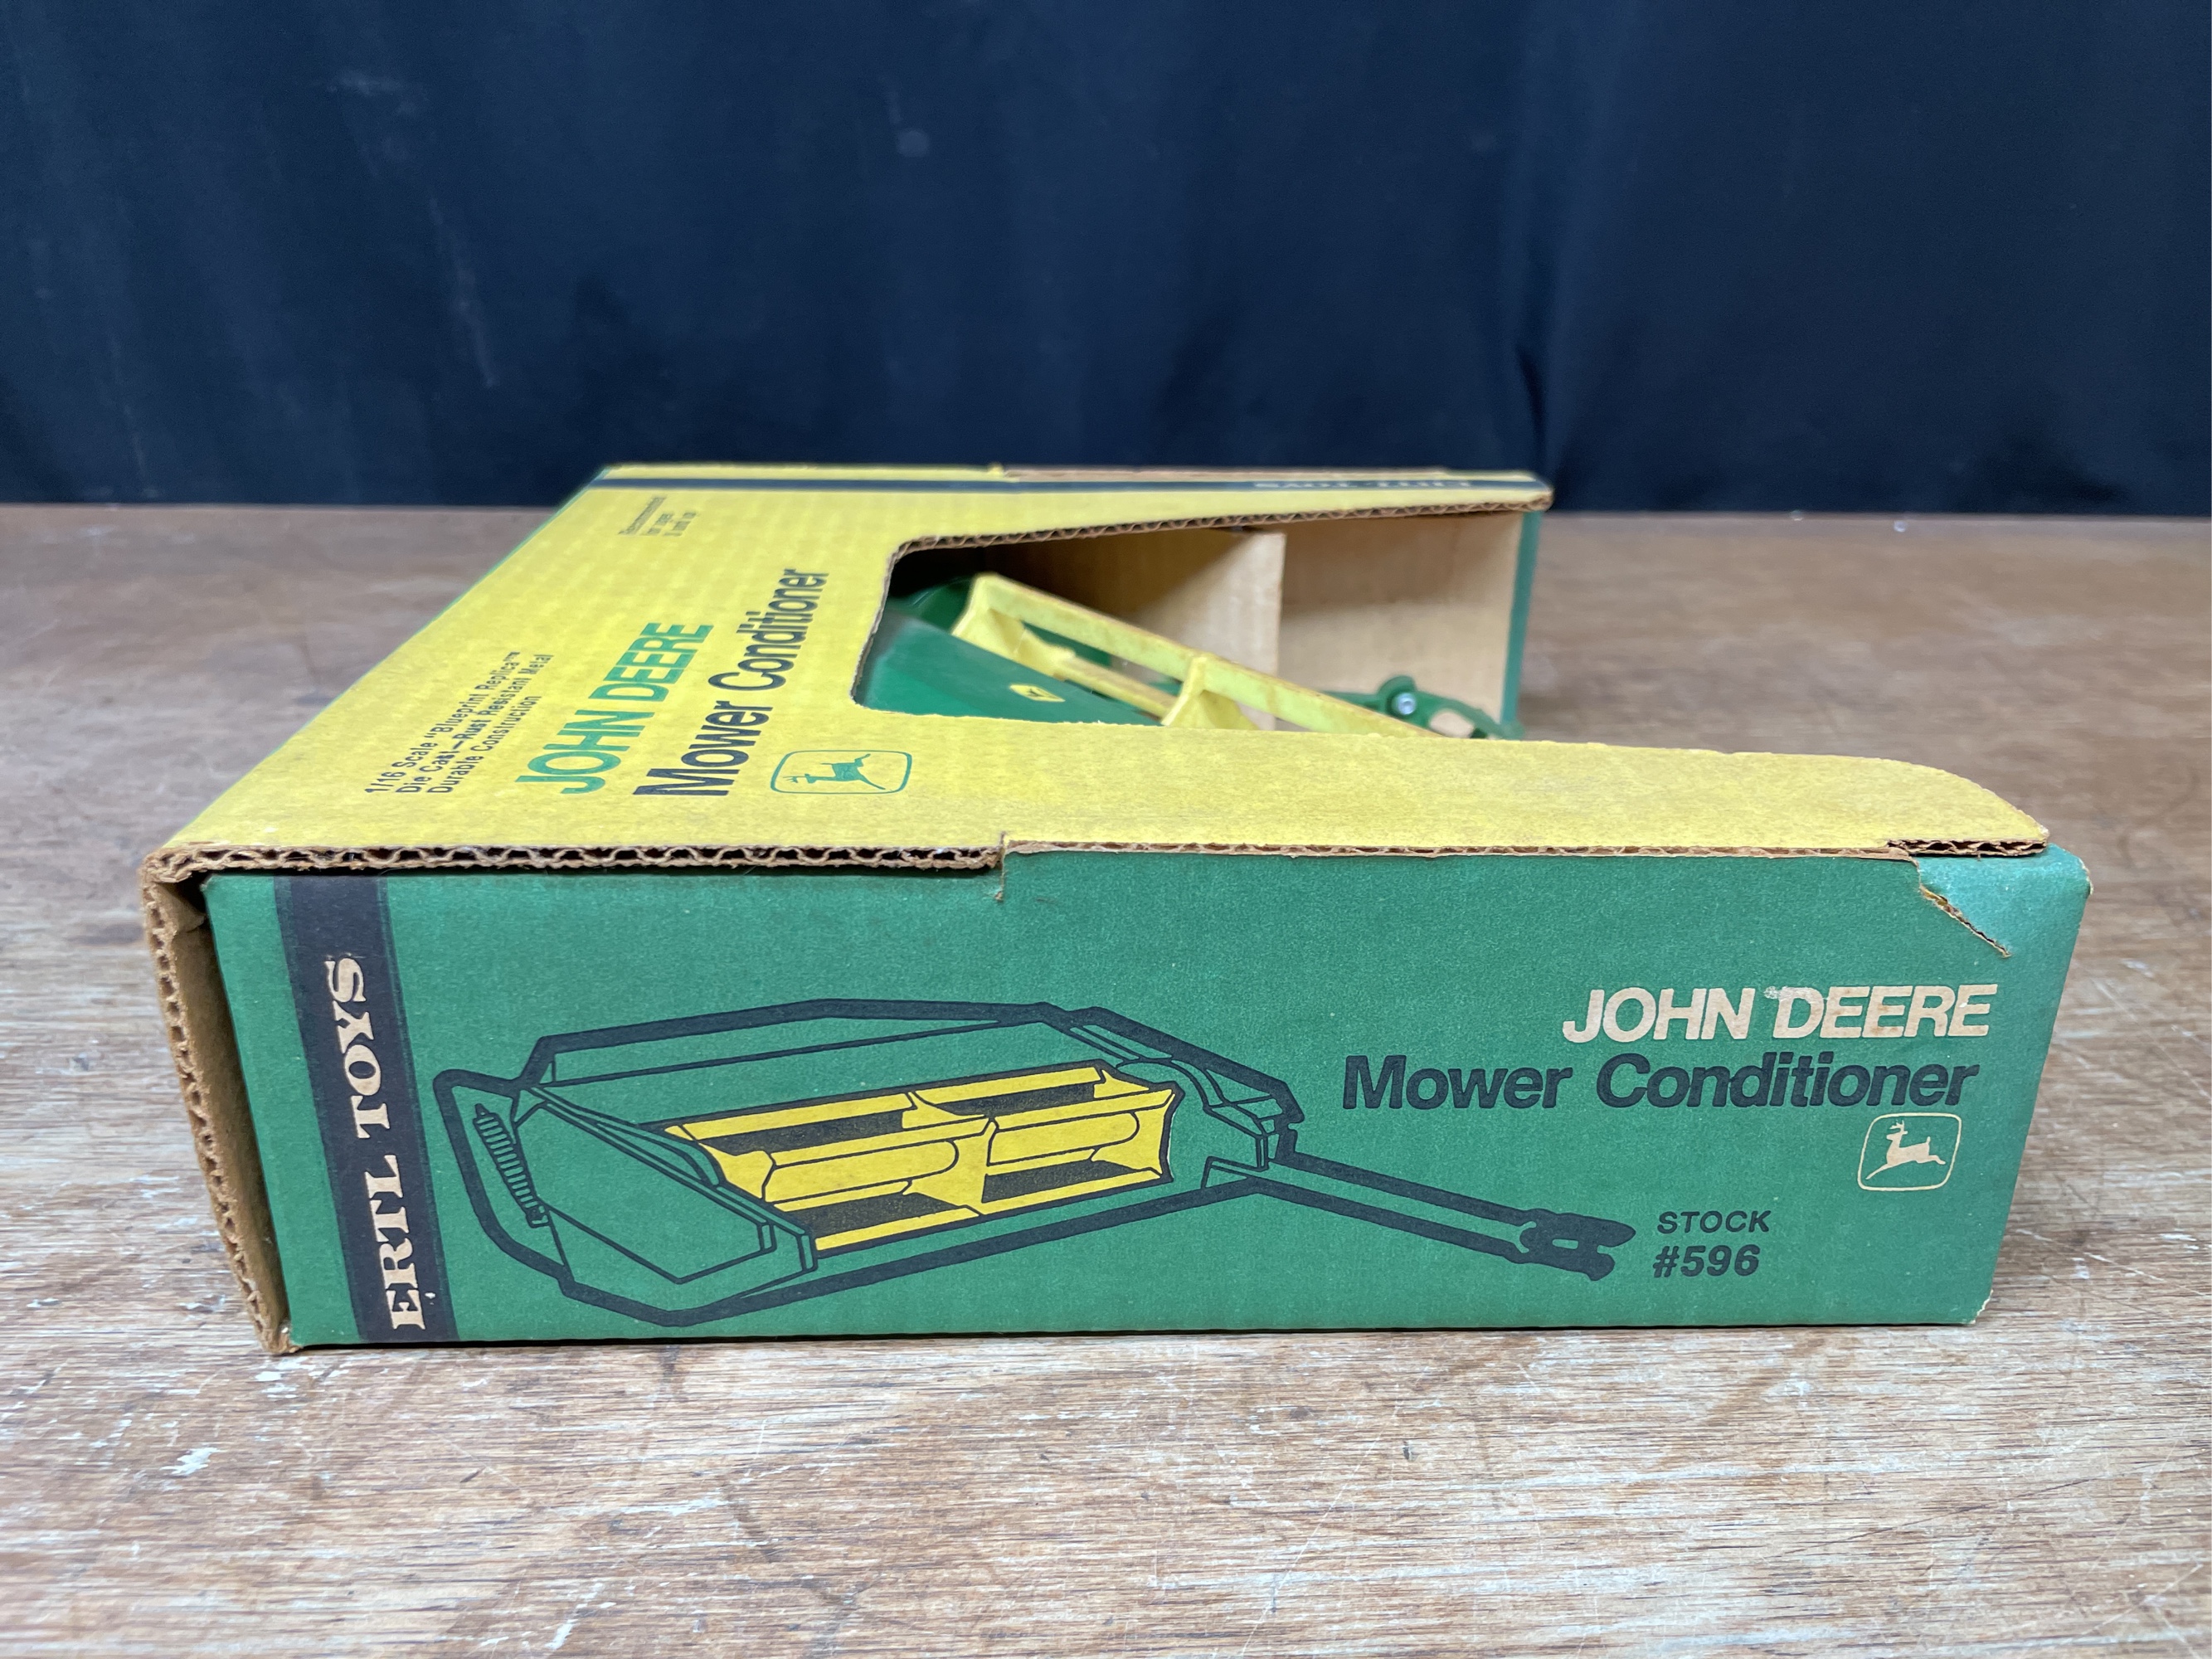 1/16 Scale "Blueprint Replica"™
Die Cast—Rust Resistant Metal
Durable Construction
JOHN DEERE
Mower Conditioner
ERTL TOYS
JOHN DEERE
Mower Conditioner
STOCK
#596